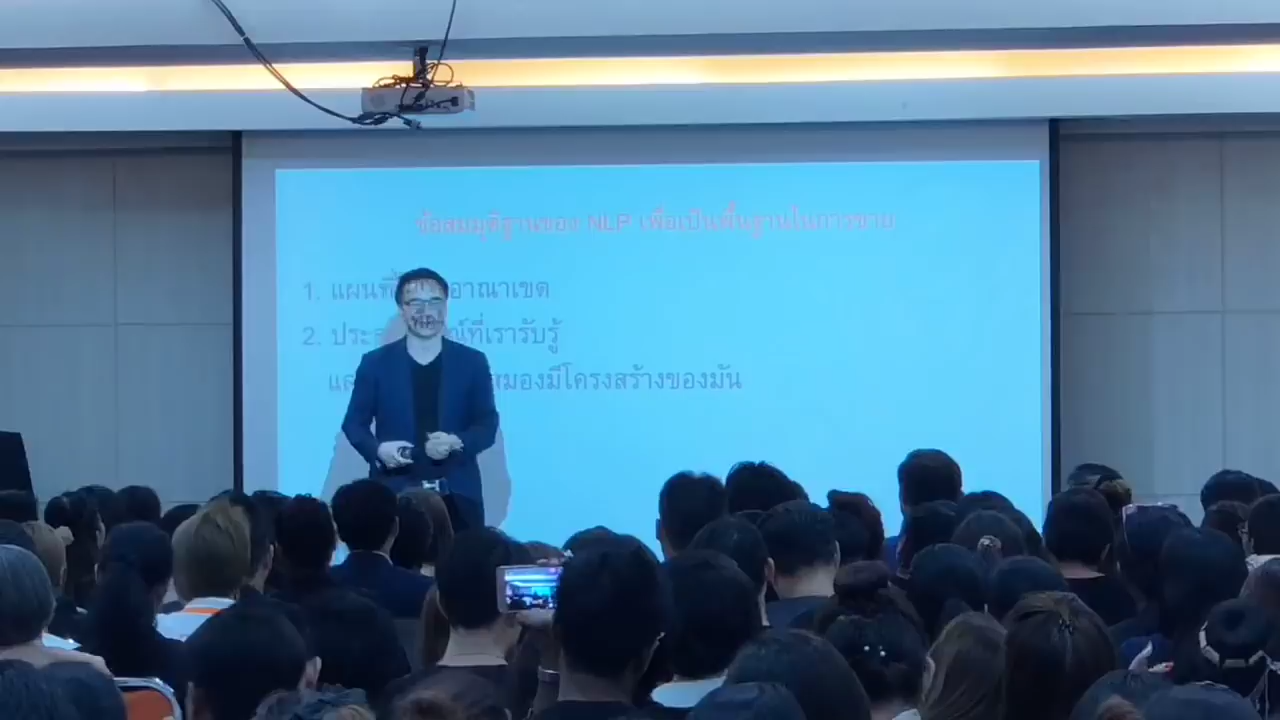 ข้อสมมุติฐานของ NLP เพื่อเป็นพื้นฐานในการขาย
1. แผนที่ อาณาเขต
2. ประส ณ์ที่เรารับรู้
แล สมองมีโครงสร้างของมัน